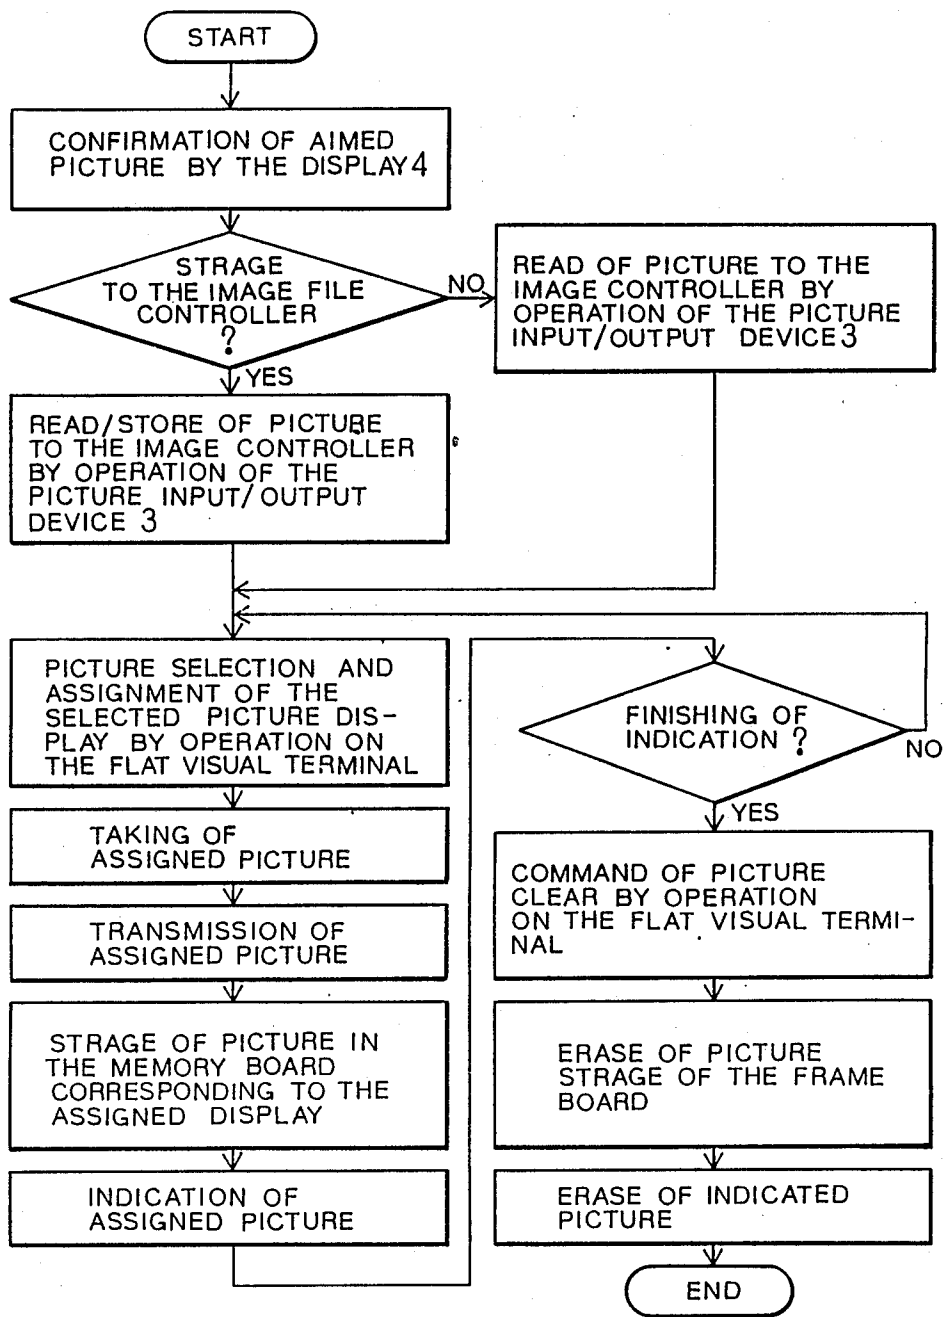 START
CONFIRMATION OF AIMED
PICTURE BY THE DISPLAY 4
STRAGE
TO THE IMAGE FILE
CONTROLLER
?
NO
YES
READ OF PICTURE TO THE
IMAGE CONTROLLER BY
OPERATION OF THE PICTURE
INPUT/OUTPUT DEVICE 3
READ/STORE OF PICTURE
TO THE IMAGE CONTROLLER
BY OPERATION OF THE
PICTURE INPUT/OUTPUT
DEVICE 3
PICTURE SELECTION AND
ASSIGNMENT OF THE
SELECTED PICTURE DIS-
PLAY BY OPERATION ON
THE FLAT VISUAL TERMINAL
TAKING OF
ASSIGNED PICTURE
TRANSMISSION OF
ASSIGNED PICTURE
STRAGE OF PICTURE IN
THE MEMORY BOARD
CORRESPONDING TO THE
ASSIGNED DISPLAY
INDICATION OF
ASSIGNED PICTURE
FINISHING OF
INDICATION ?
NO
YES
COMMAND OF PICTURE
CLEAR BY OPERATION
ON THE FLAT VISUAL TERMI-
NAL
ERASE OF PICTURE
STRAGE OF THE FRAME
BOARD
ERASE OF INDICATED
PICTURE
END